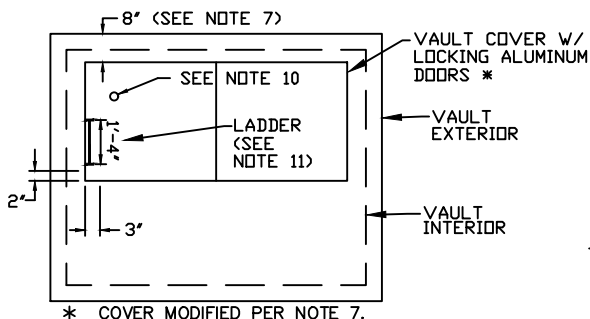 8" (SEE NOTE 7)
VAULT COVER W/
LOCKING ALUMINUM
DOORS *
SEE NOTE 10
1'-4"
LADDER
(SEE
NOTE 11)
VAULT
EXTERIOR
2"
3"
VAULT
INTERIOR
* COVER MODIFIED PER NOTE 7.